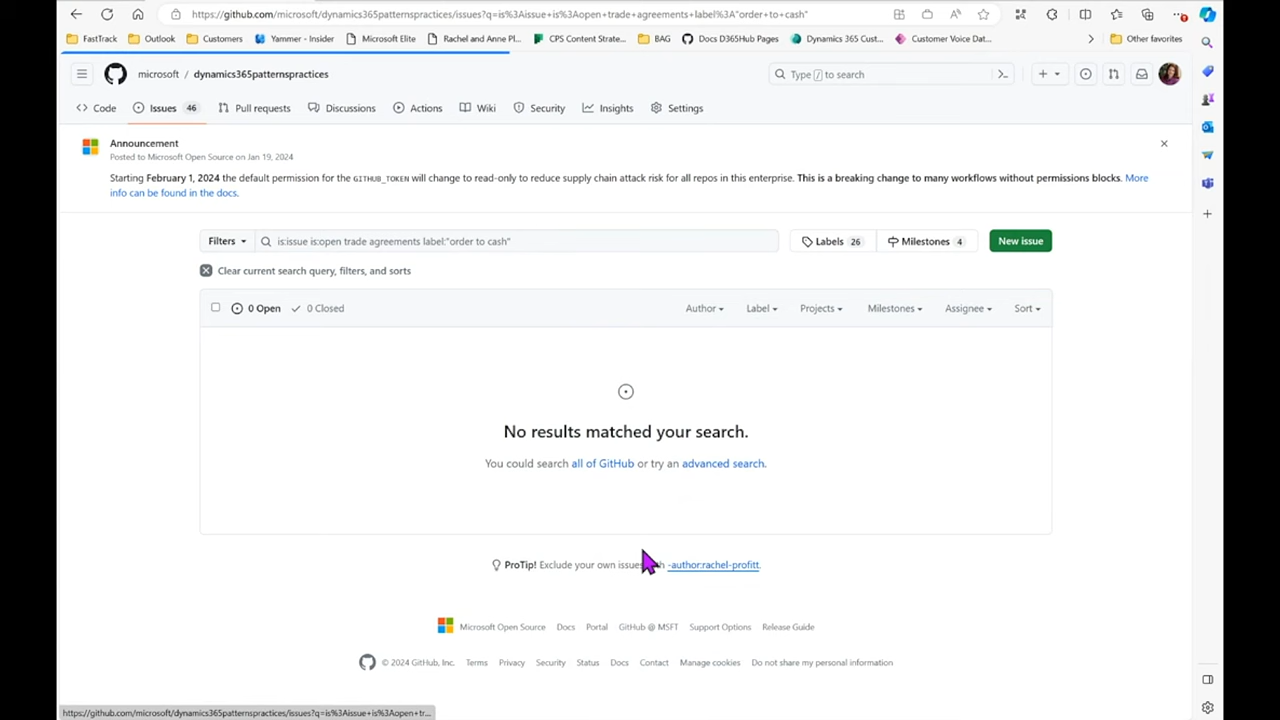 https://github.com/microsoft/dynamics365patternspractices/issues?q=is%3Aissue+is%3Aopen+trade+agreements+label%3A"order+to+cash"
FastTrack Outlook Customers Yammer - Insider Microsoft Elite Rachel and Anne Pl... CPS Content Strate... BAG Docs D365Hub Pages Dynamics 365 Cust... Customer Voice Dat... Other favorites
microsoft / dynamics365patternspractices Type / to search
Code Issues 46 Pull requests Discussions Actions Wiki Security Insights Settings
Announcement
Posted to Microsoft Open Source on Jan 19, 2024
Starting February 1, 2024 the default permission for the GITHUB_TOKEN will change to read-only to reduce supply chain attack risk for all repos in this enterprise. This is a breaking change to many workflows without permissions blocks. More
info can be found in the docs.
Filters is:issue is:open trade agreements label:"order to cash" Labels 26 Milestones 4 New issue
Clear current search query, filters, and sorts
0 Open 0 Closed Author Label Projects Milestones Assignee Sort
No results matched your search.
You could search all of GitHub or try an advanced search.
ProTip! Exclude your own issues -author:rachel-profitt.
Microsoft Open Source Docs Portal GitHub @ MSFT Support Options Release Guide
© 2024 GitHub, Inc. Terms Privacy Security Status Docs Contact Manage cookies Do not share my personal information
https://github.com/microsoft/dynamics365patternspractices/issues?q=is%3Aissue+is%3Aopen+tr...